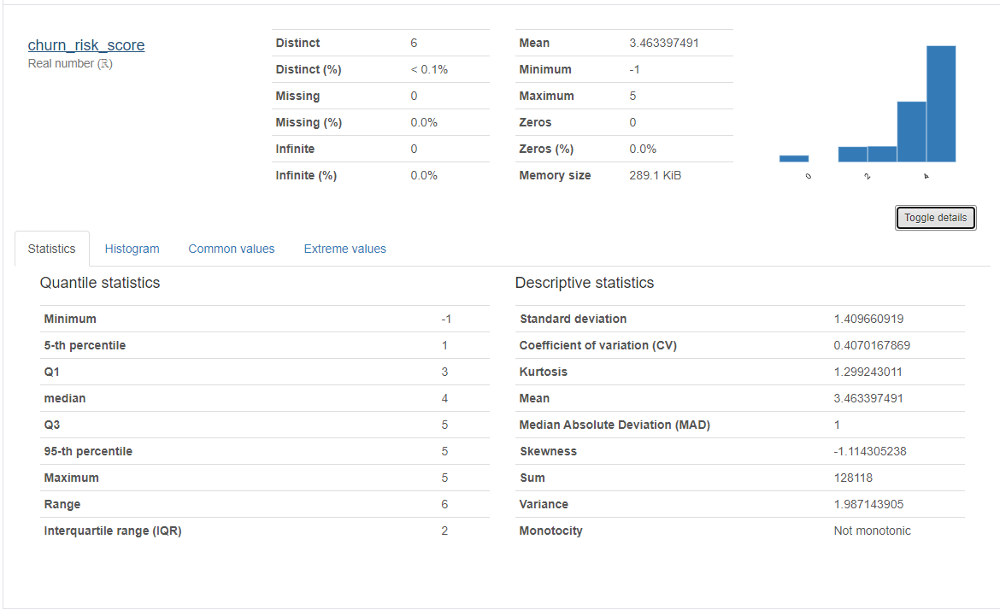 churn_risk_score
Real number (ℝ)
Distinct 6
Distinct (%) < 0.1%
Missing 0
Missing (%) 0.0%
Infinite 0
Infinite (%) 0.0%
Mean 3.463397491
Minimum -1
Maximum 5
Zeros 0
Zeros (%) 0.0%
Memory size 289.1 KiB
0 2 4
Toggle details
Statistics Histogram Common values Extreme values
Quantile statistics
Minimum -1
5-th percentile 1
Q1 3
median 4
Q3 5
95-th percentile 5
Maximum 5
Range 6
Interquartile range (IQR) 2
Descriptive statistics
Standard deviation 1.409660919
Coefficient of variation (CV) 0.4070167869
Kurtosis 1.299243011
Mean 3.463397491
Median Absolute Deviation (MAD) 1
Skewness -1.114305238
Sum 128118
Variance 1.987143905
Monotocity Not monotonic